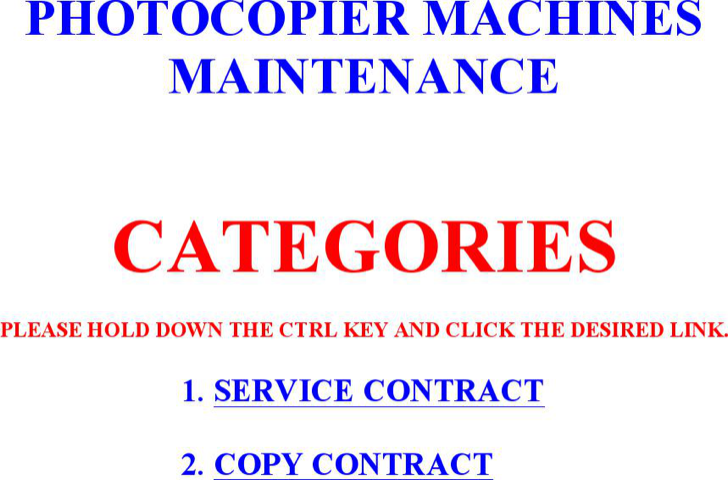 PHOTOCOPIER MACHINES
MAINTENANCE
CATEGORIES
PLEASE HOLD DOWN THE CTRL KEY AND CLICK THE DESIRED LINK.
1. SERVICE CONTRACT
2. COPY CONTRACT